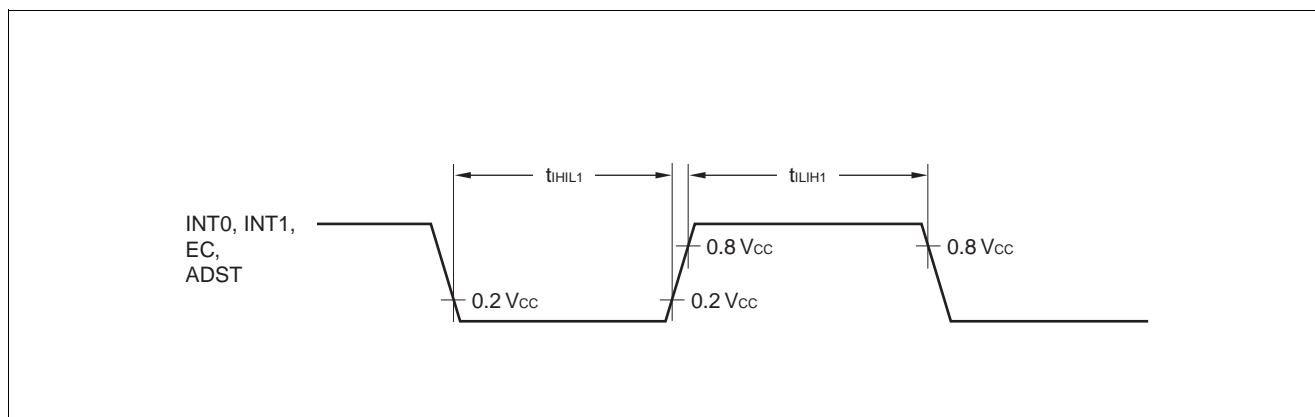 tIHIL1
tILIH1
INT0, INT1,
EC,
ADST
0.8 VCC
0.8 VCC
0.2 VCC
0.2 VCC